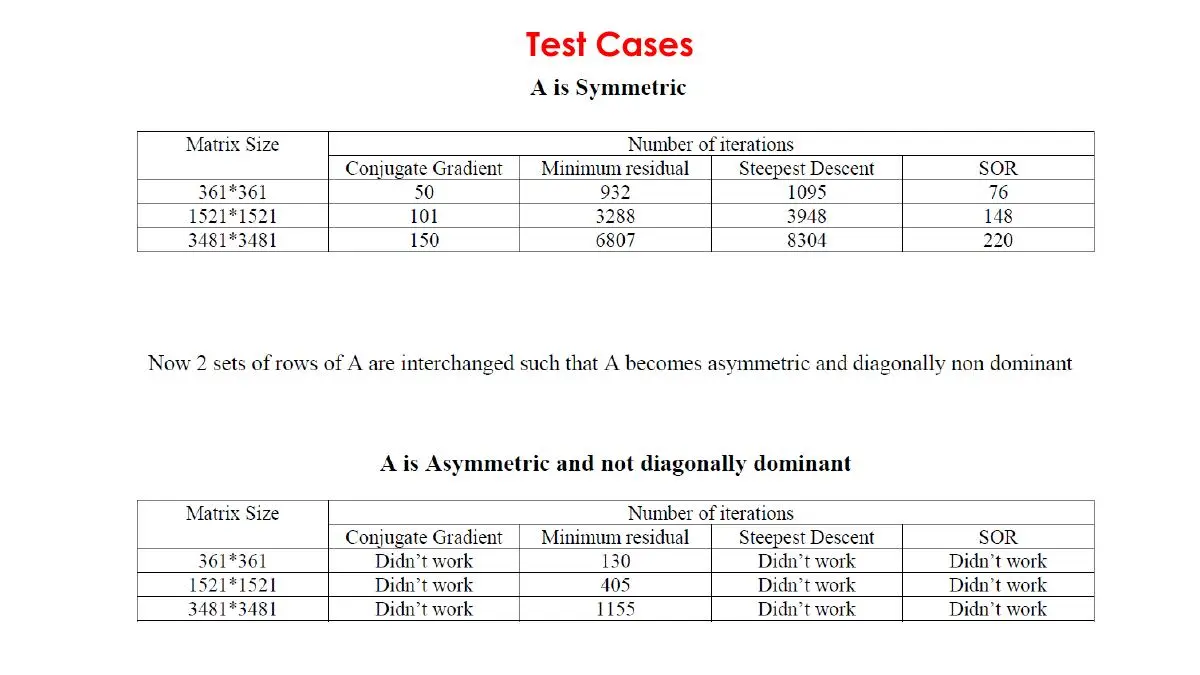 Test Cases
A is Symmetric
Matrix Size Number of iterations
Conjugate Gradient Minimum residual Steepest Descent SOR
361*361 50 932 1095 76
1521*1521 101 3288 3948 148
3481*3481 150 6807 8304 220
Now 2 sets of rows of A are interchanged such that A becomes asymmetric and diagonally non dominant
A is Asymmetric and not diagonally dominant
Matrix Size Number of iterations
Conjugate Gradient Minimum residual Steepest Descent SOR
361*361 Didn’t work 130 Didn’t work Didn’t work
1521*1521 Didn’t work 405 Didn’t work Didn’t work
3481*3481 Didn’t work 1155 Didn’t work Didn’t work